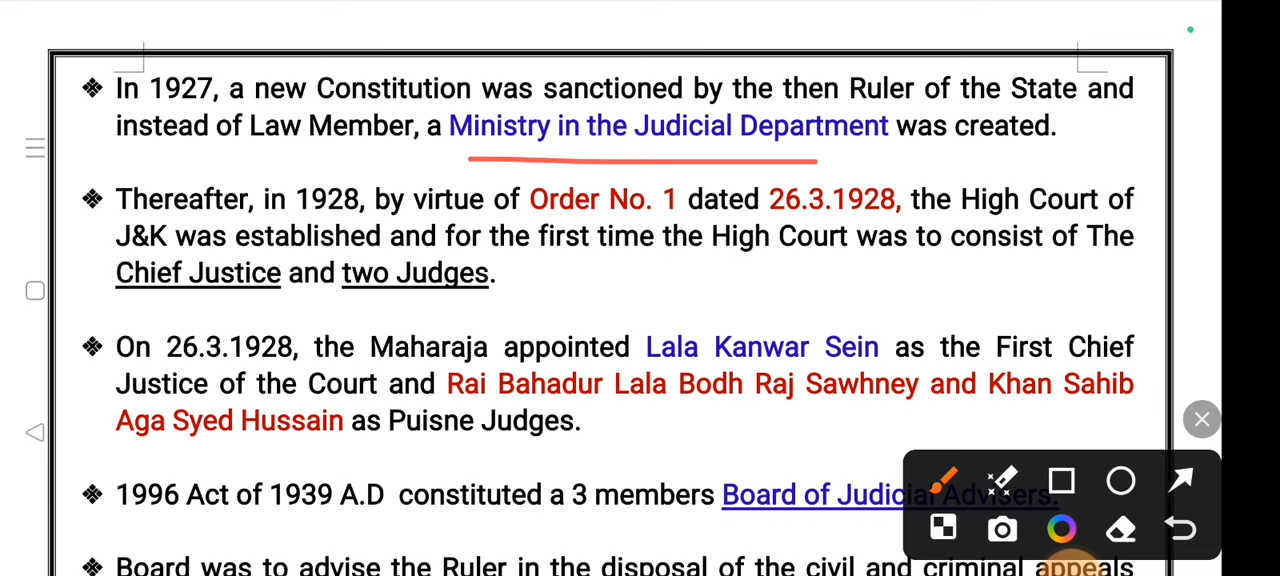 ❖ In 1927, a new Constitution was sanctioned by the then Ruler of the State and
instead of Law Member, a Ministry in the Judicial Department was created.
❖ Thereafter, in 1928, by virtue of Order No. 1 dated 26.3.1928, the High Court of
J&K was established and for the first time the High Court was to consist of The
Chief Justice and two Judges.
❖ On 26.3.1928, the Maharaja appointed Lala Kanwar Sein as the First Chief
Justice of the Court and Rai Bahadur Lala Bodh Raj Sawhney and Khan Sahib
Aga Syed Hussain as Puisne Judges.
❖ 1996 Act of 1939 A.D constituted a 3 members Board of Judicial Advisers.
❖ Board was to advise the Ruler in the disposal of the civil and criminal appeals